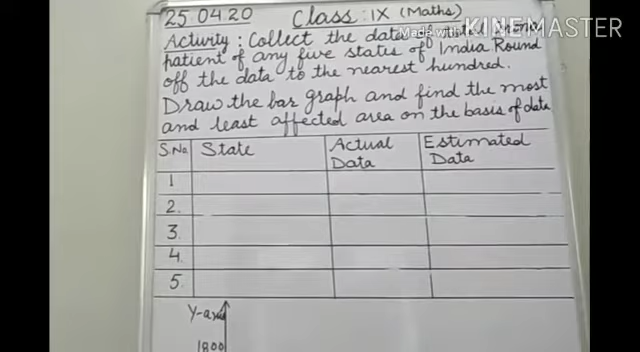 25.04.20 Class : IX (Maths)
Made with KINEMASTER
Activity : Collect the data of
patient of any five states of India Round
off the data to the nearest hundred.
Draw the bar graph and find the most
and least affected area on the basis of data
S.No. State Actual Data Estimated Data
1
2.
3.
4.
5.
Y-axis
1800